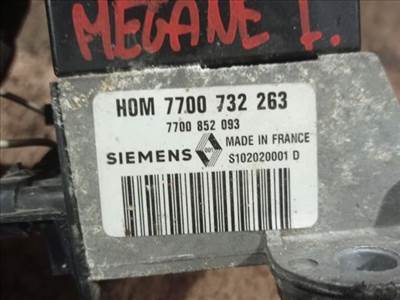 MEGANE I.
HOM 7700 732 263
7700 852 093
SIEMENS MADE IN FRANCE
S102020001 D